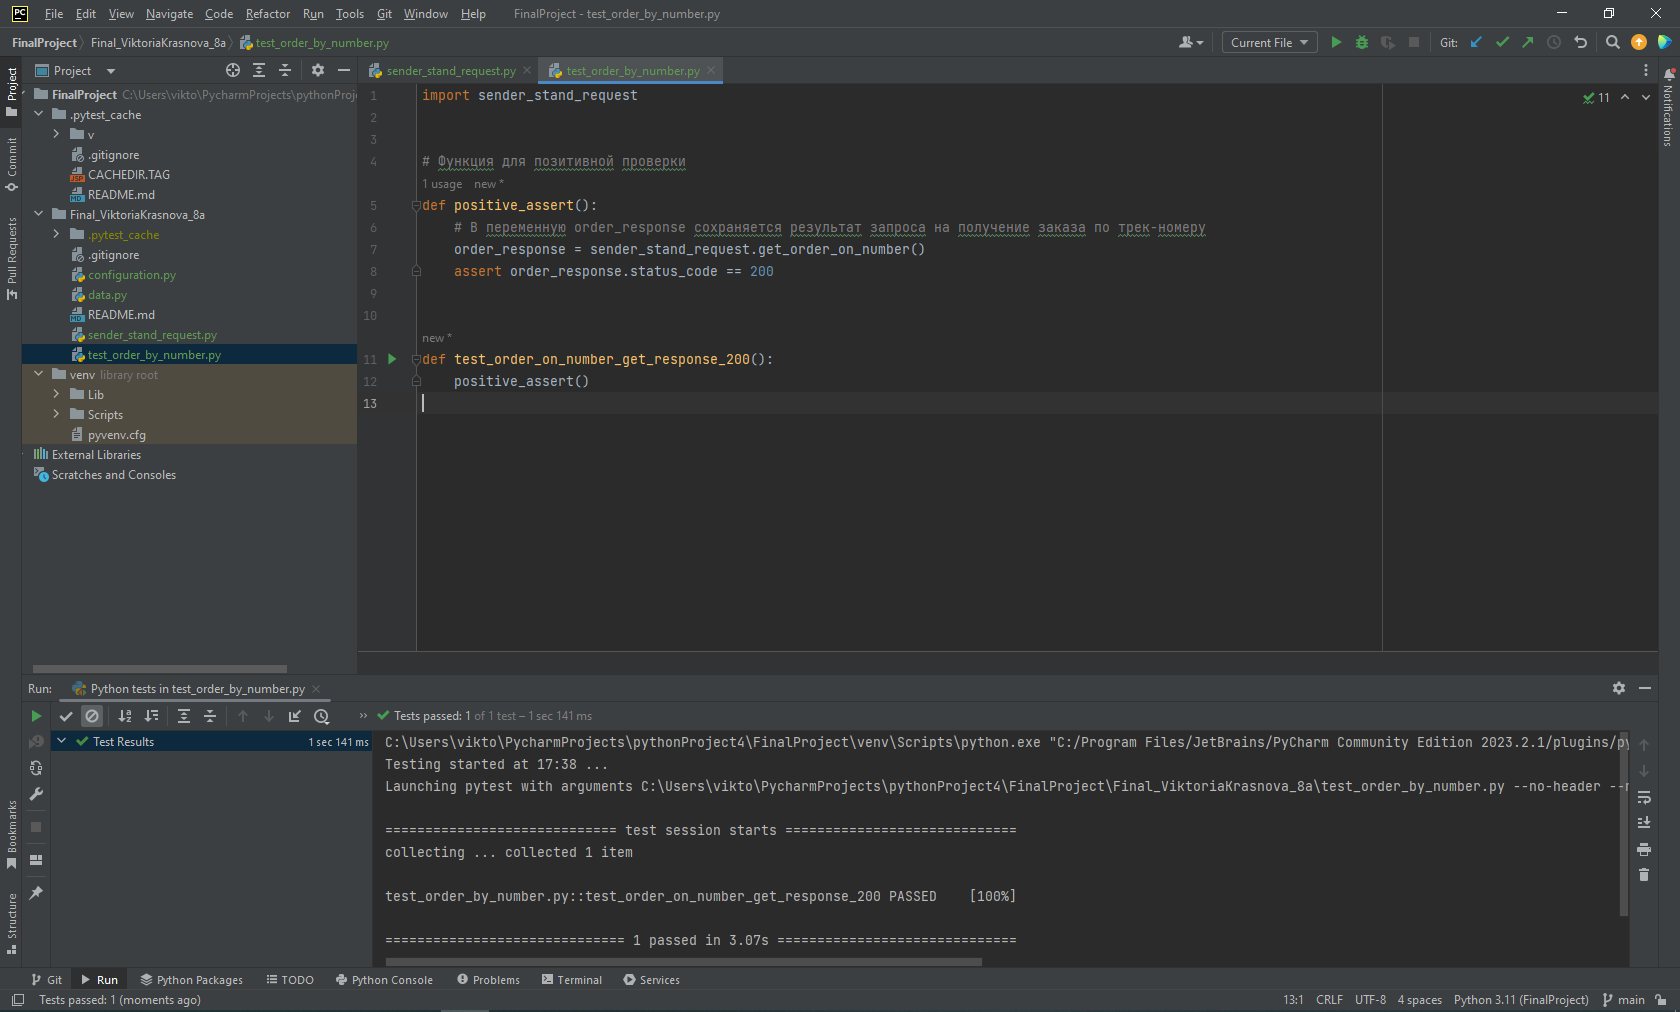 PC File Edit View Navigate Code Refactor Run Tools Git Window Help FinalProject - test_order_by_number.py
FinalProject Final_ViktoriaKrasnova_8a test_order_by_number.py Current File Git:
Project
sender_stand_request.py test_order_by_number.py
FinalProject C:\Users\vikto\PycharmProjects\pythonProj
.pytest_cache
v
.gitignore
CACHEDIR.TAG
README.md
Final_ViktoriaKrasnova_8a
.pytest_cache
.gitignore
configuration.py
data.py
README.md
sender_stand_request.py
test_order_by_number.py
venv library root
Lib
Scripts
pyvenv.cfg
External Libraries
Scratches and Consoles
Project
Commit
Pull Requests
Bookmarks
Structure
Notifications
11
1 import sender_stand_request
2
3
4 # Функция для позитивной проверки
1 usage new *
5 def positive_assert():
6 # В переменную order_response сохраняется результат запроса на получение заказа по трек-номеру
7 order_response = sender_stand_request.get_order_on_number()
8 assert order_response.status_code == 200
9
10
new *
11 def test_order_on_number_get_response_200():
12 positive_assert()
13
Run: Python tests in test_order_by_number.py
Tests passed: 1 of 1 test – 1 sec 141 ms
Test Results 1 sec 141 ms
C:\Users\vikto\PycharmProjects\pythonProject4\FinalProject\venv\Scripts\python.exe "C:/Program Files/JetBrains/PyCharm Community Edition 2023.2.1/plugins/py
Testing started at 17:38 ...
Launching pytest with arguments C:\Users\vikto\PycharmProjects\pythonProject4\FinalProject\Final_ViktoriaKrasnova_8a\test_order_by_number.py --no-header --r
============================= test session starts =============================
collecting ... collected 1 item
test_order_by_number.py::test_order_on_number_get_response_200 PASSED [100%]
============================== 1 passed in 3.07s ==============================
Git Run Python Packages TODO Python Console Problems Terminal Services
Tests passed: 1 (moments ago) 13:1 CRLF UTF-8 4 spaces Python 3.11 (FinalProject) main